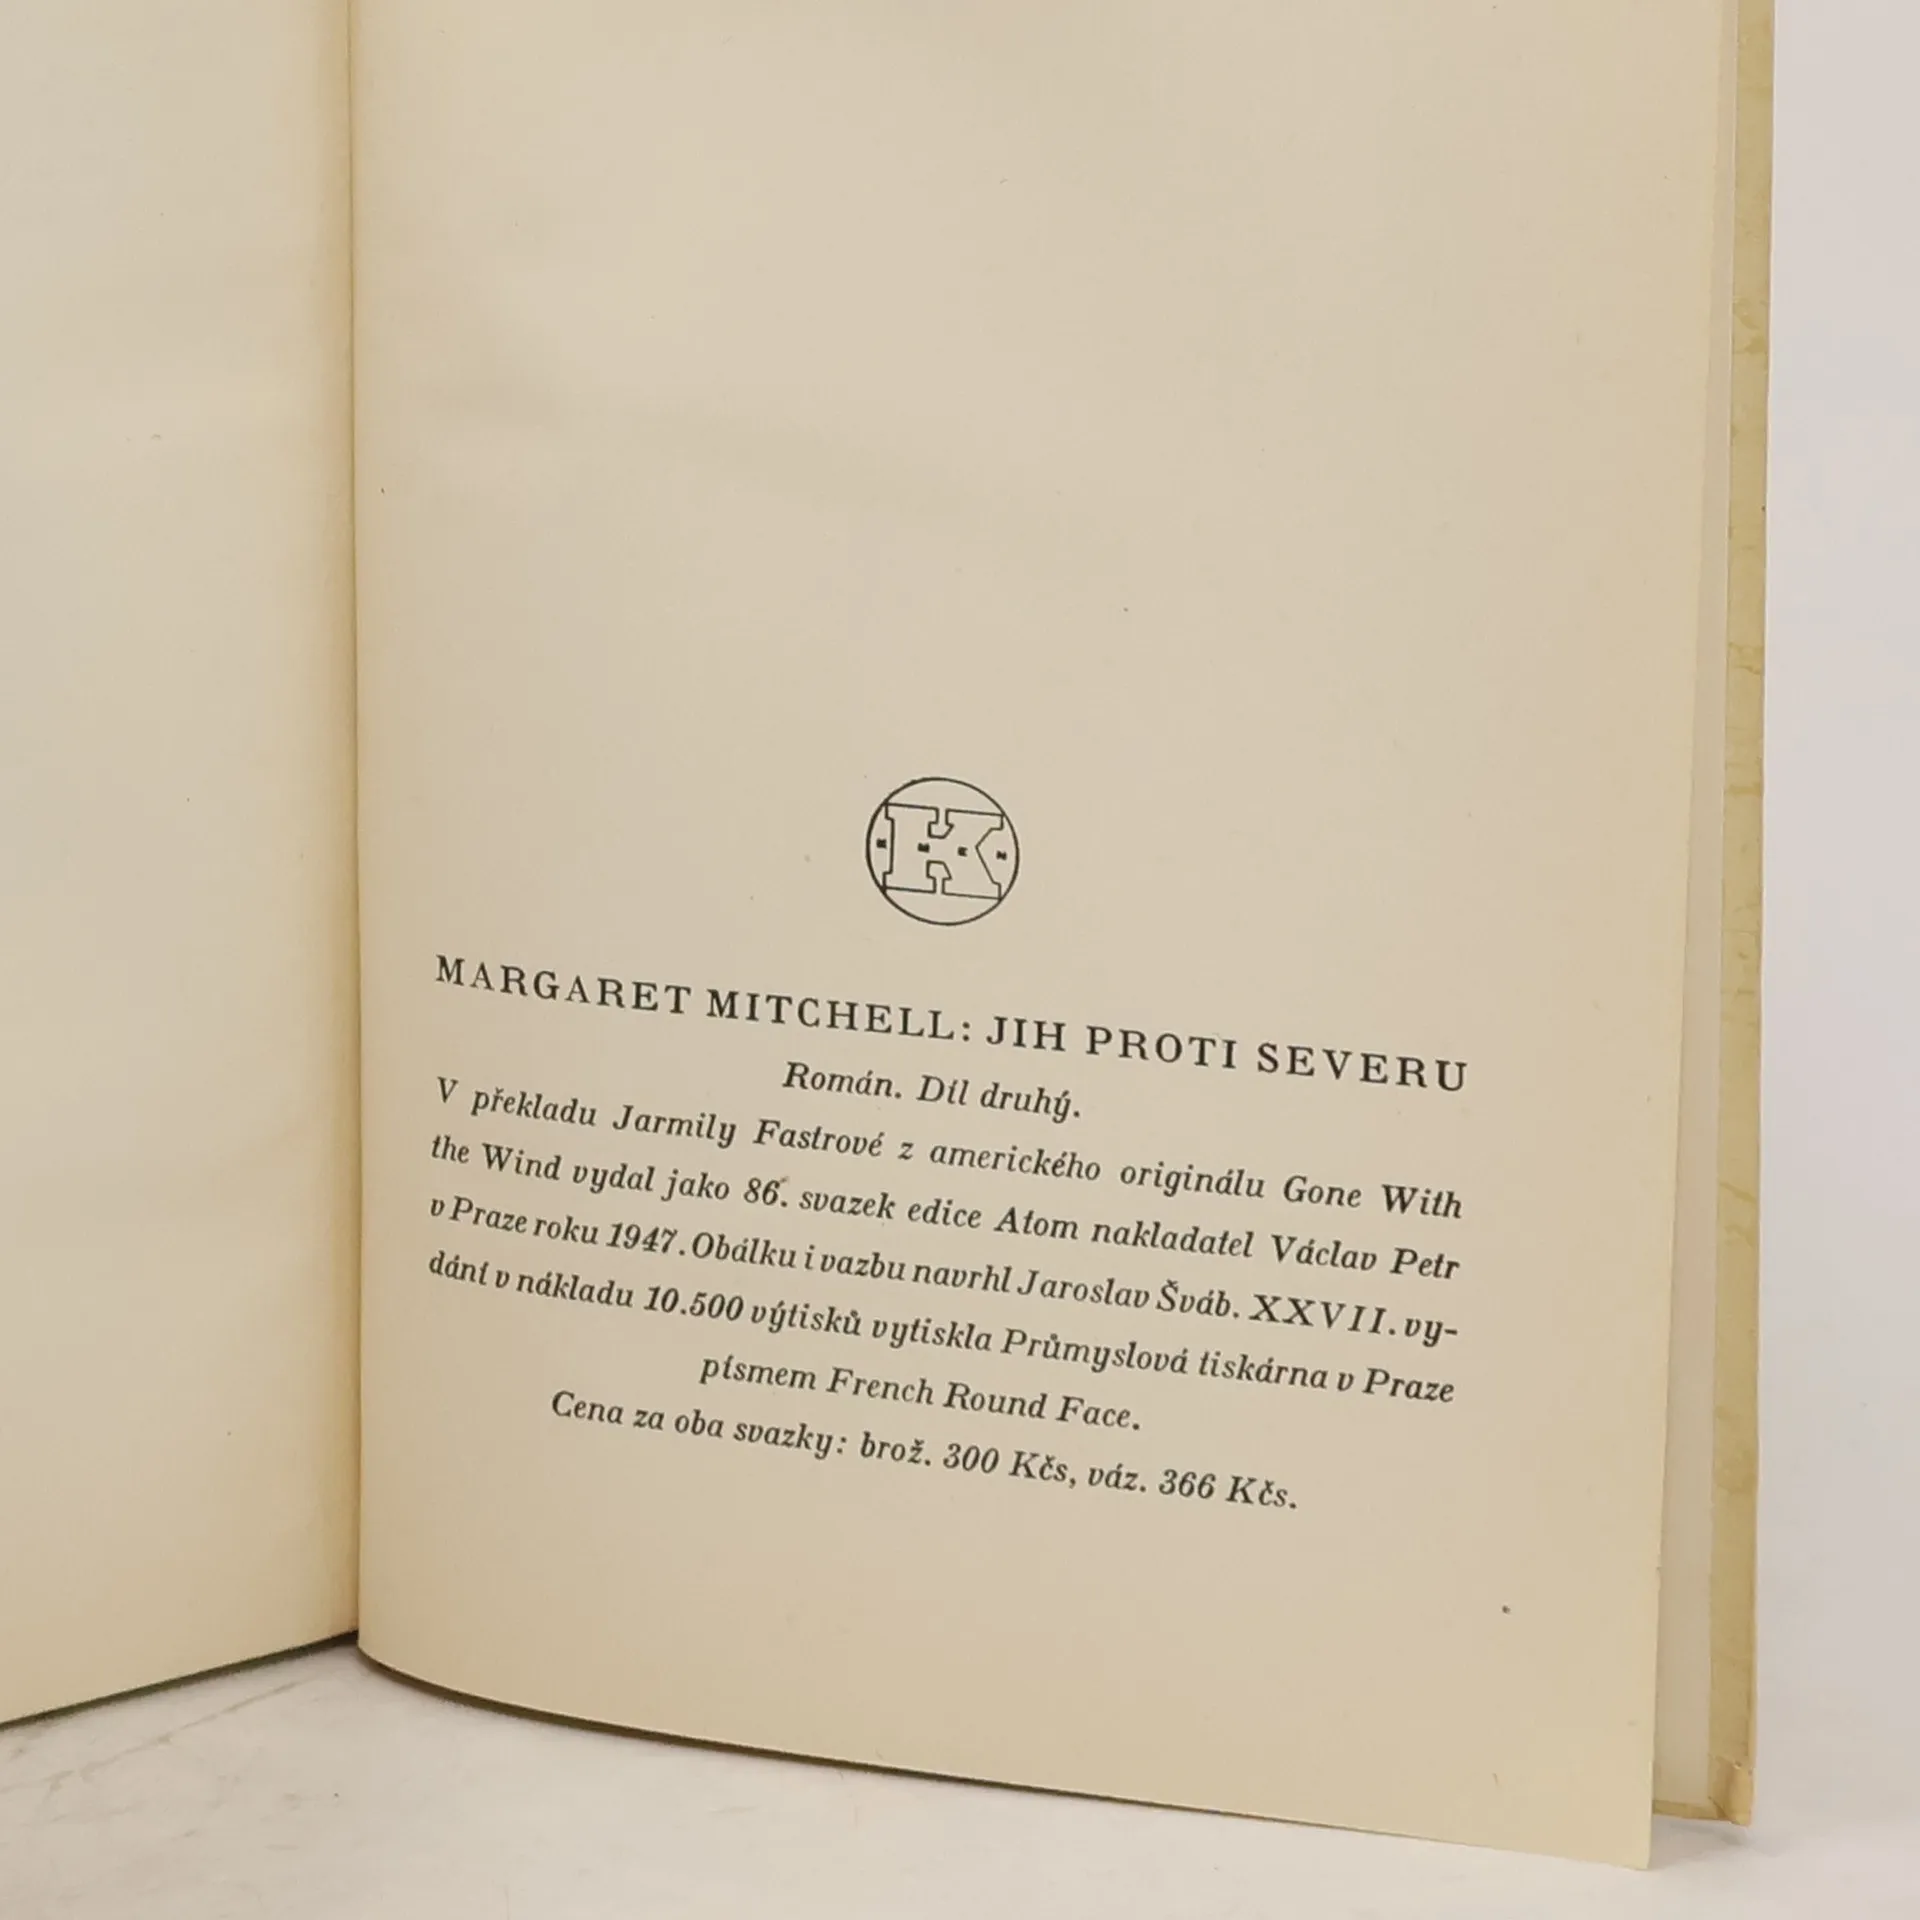 K
MARGARET MITCHELL: JIH PROTI SEVERU
Román. Díl druhý.
V překladu Jarmily Fastrové z amerického originálu Gone With
the Wind vydal jako 86. svazek edice Atom nakladatel Václav Petr
v Praze roku 1947. Obálku i vazbu navrhl Jaroslav Šváb. XXVII. vy-
dání v nákladu 10.500 výtisků vytiskla Průmyslová tiskárna v Praze
písmem French Round Face.
Cena za oba svazky: brož. 300 Kčs, váz. 366 Kčs.